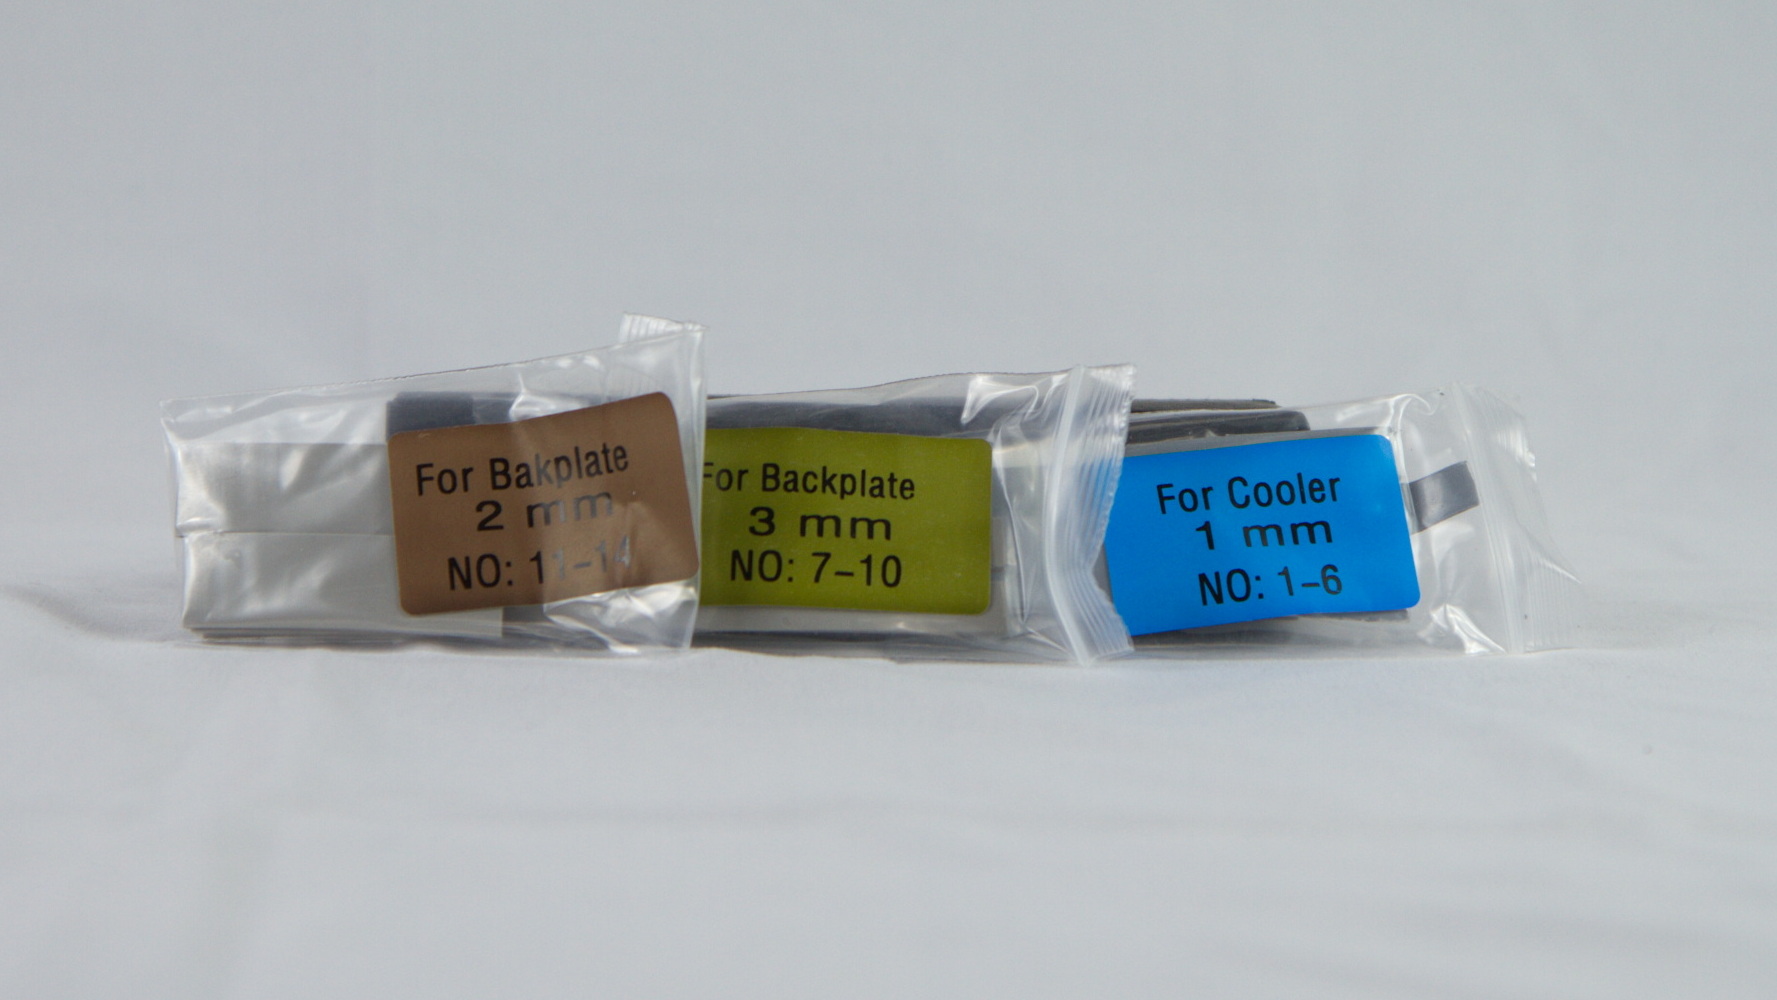 For Bakplate
2 mm
NO: 11-14
For Backplate
3 mm
NO: 7-10
For Cooler
1 mm
NO: 1-6